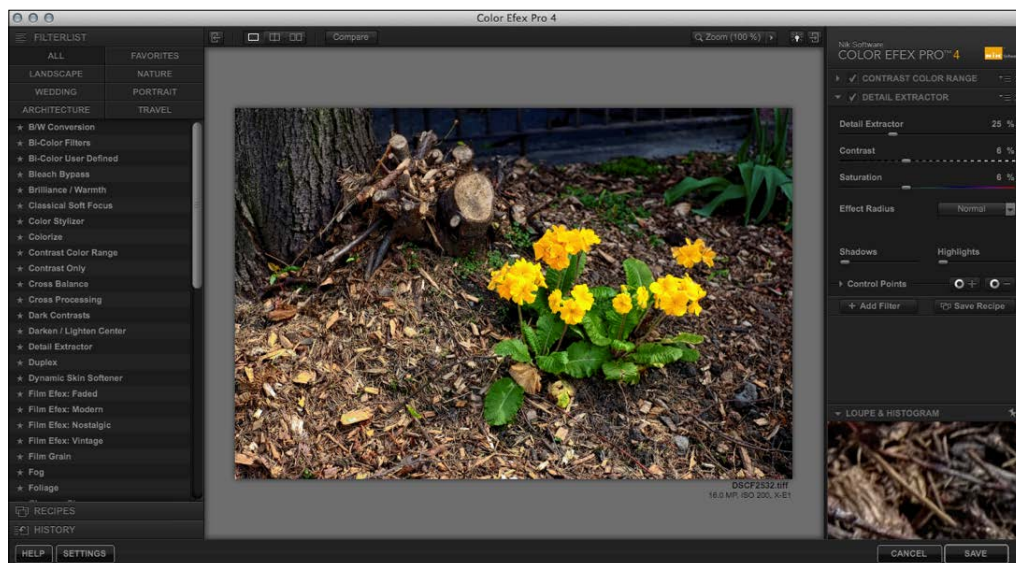 Color Efex Pro 4
FILTERLIST
Compare
Zoom (100 %)
ALL
FAVORITES
LANDSCAPE
NATURE
WEDDING
PORTRAIT
ARCHITECTURE
TRAVEL
★ B/W Conversion
★ Bi-Color Filters
★ Bi-Color User Defined
★ Bleach Bypass
★ Brilliance / Warmth
★ Classical Soft Focus
★ Color Stylizer
★ Colorize
★ Contrast Color Range
★ Contrast Only
★ Cross Balance
★ Cross Processing
★ Dark Contrasts
★ Darken / Lighten Center
★ Detail Extractor
★ Duplex
★ Dynamic Skin Softener
★ Film Efex: Faded
★ Film Efex: Modern
★ Film Efex: Nostalgic
★ Film Efex: Vintage
★ Film Grain
★ Fog
★ Foliage
RECIPES
HISTORY
HELP
SETTINGS
DSCF2532.tiff
16.0 MP, ISO 200, X-E1
Nik Software
COLOR EFEX PRO™ 4
CONTRAST COLOR RANGE
DETAIL EXTRACTOR
Detail Extractor 25 %
Contrast 6 %
Saturation 6 %
Effect Radius Normal
Shadows Highlights
Control Points
+ Add Filter
Save Recipe
LOUPE & HISTOGRAM
CANCEL
SAVE